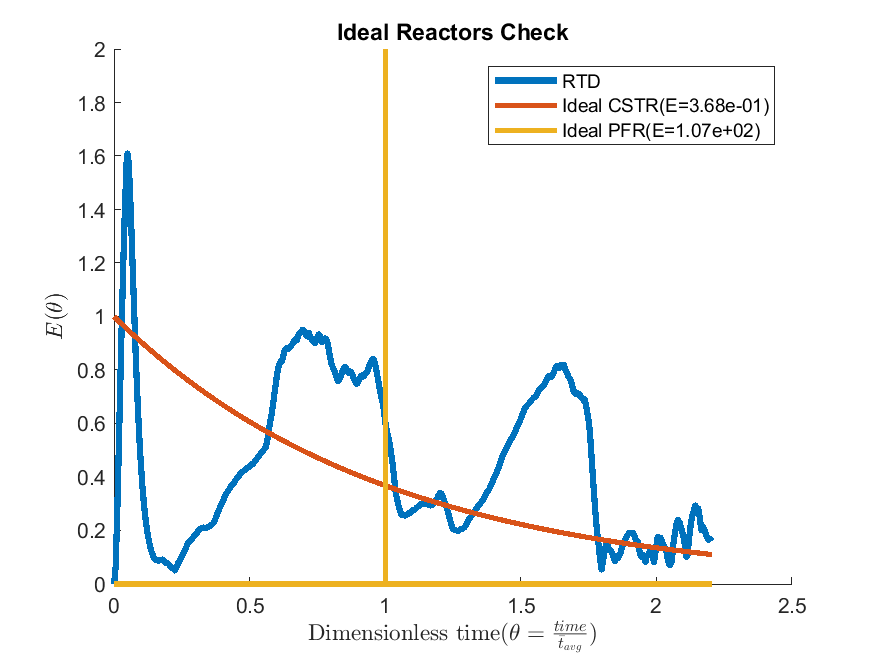 Ideal Reactors Check
RTD
Ideal CSTR(E=3.68e-01)
Ideal PFR(E=1.07e+02)
2
1.8
1.6
1.4
1.2
1
0.8
0.6
0.4
0.2
0
E(θ)
0 0.5 1 1.5 2 2.5
Dimensionless time(θ = time/t̄avg)